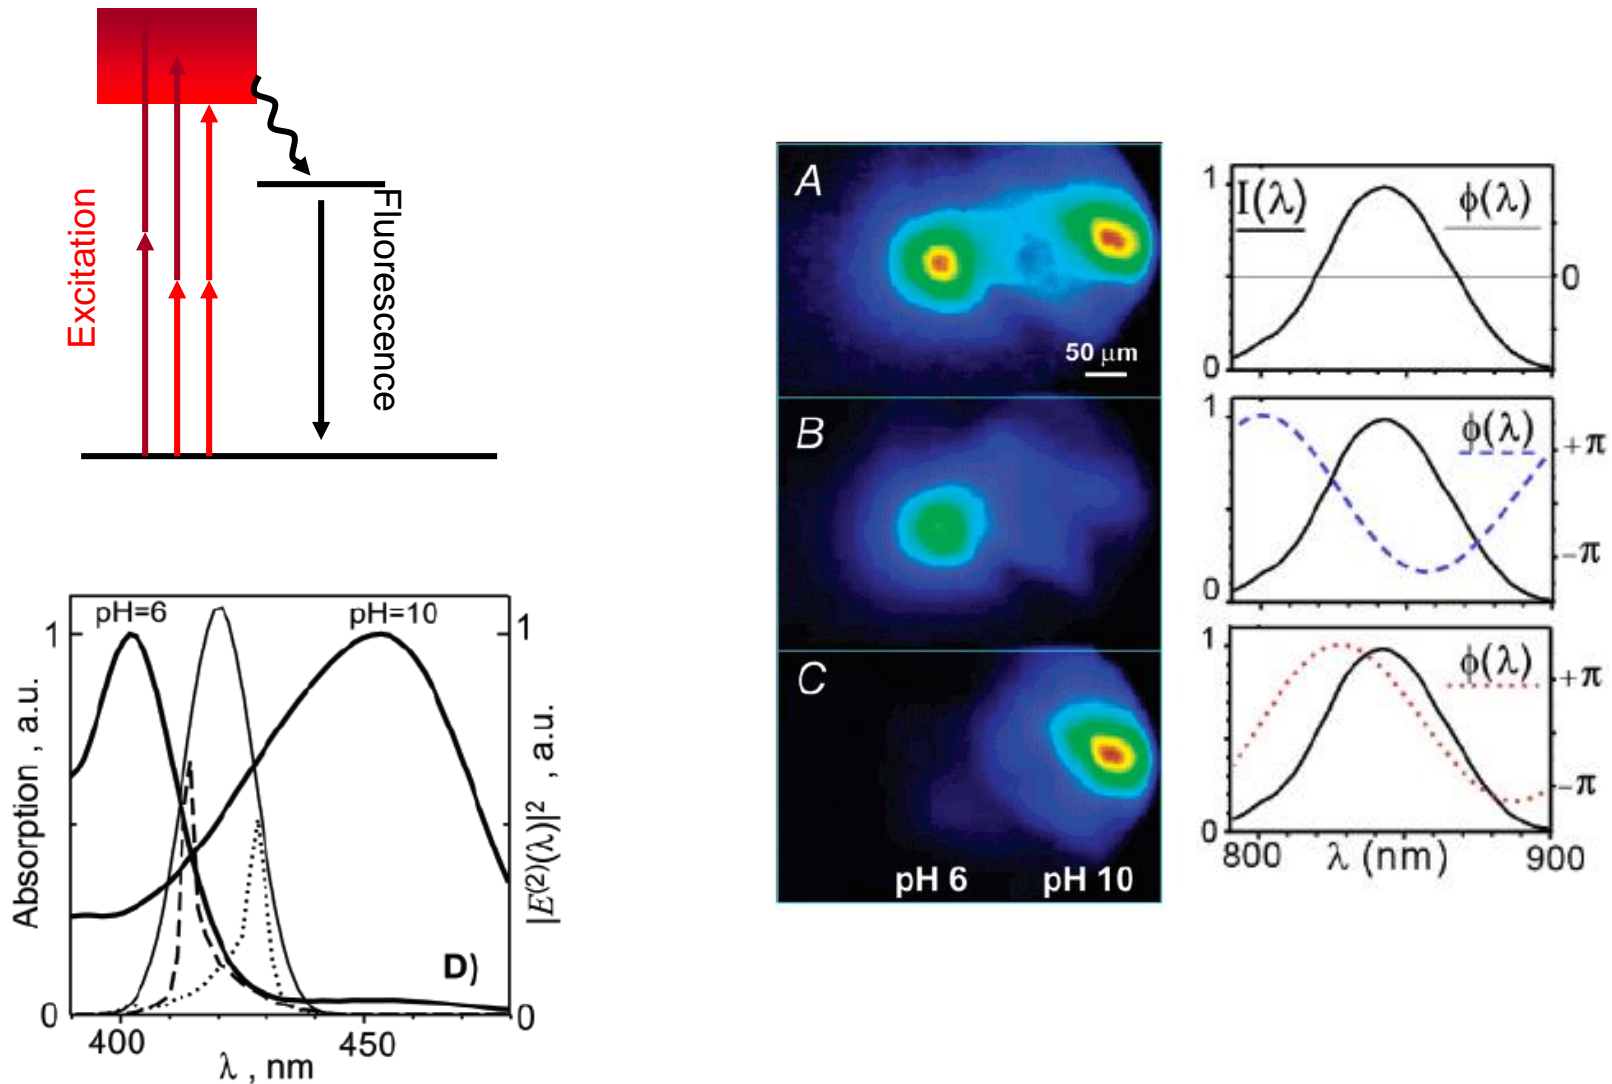 Excitation
Fluorescence
pH=6
pH=10
1
1
Absorption , a.u.
|E⁽²⁾(λ)|² , a.u.
D)
0
0
400
450
λ , nm
A
50 μm
B
C
pH 6
pH 10
1
I(λ)
ϕ(λ)
0
0
1
ϕ(λ)
+π
−π
0
1
ϕ(λ)
+π
−π
0
800
λ (nm)
900